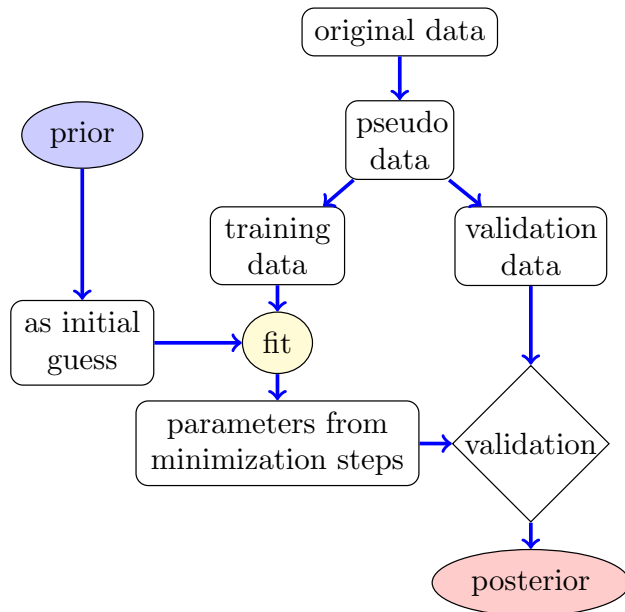 original data
prior
pseudo
data
training
data
validation
data
as initial
guess
fit
parameters from
minimization steps
validation
posterior